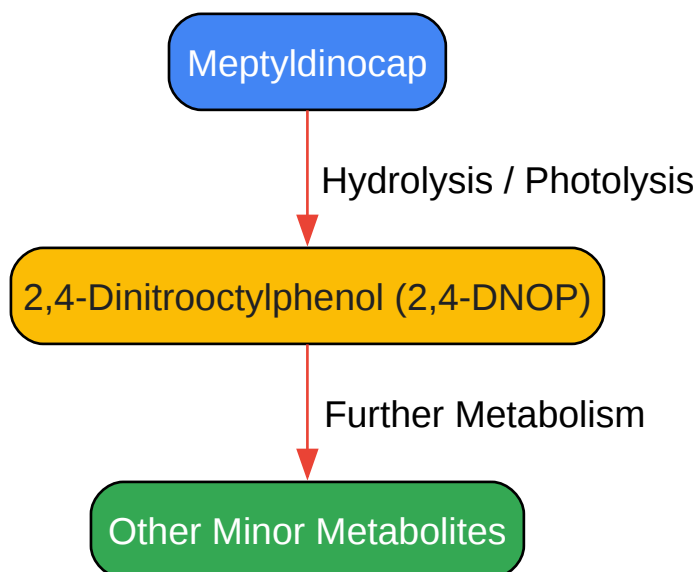 Meptyldinocap
Hydrolysis / Photolysis
2,4-Dinitrooctylphenol (2,4-DNOP)
Further Metabolism
Other Minor Metabolites